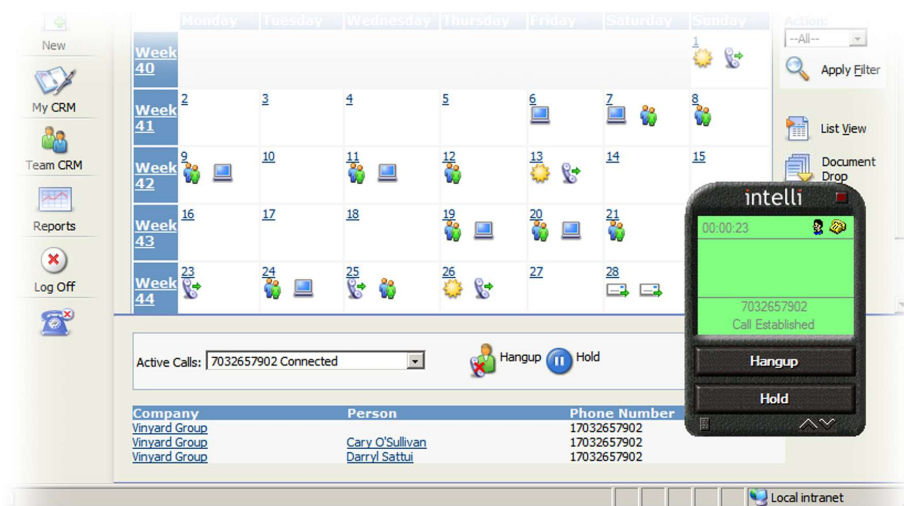 Monday Tuesday Wednesday Thursday Friday Saturday Sunday
Action:
--All--
New
Week 40
1
Apply Filter
My CRM
Week 41
2 3 4 5 6 7 8
List View
Team CRM
Week 42
9 10 11 12 13 14 15
Document
Drop
Reports
Week 43
16 17 18 19 20 21
Log Off
Week 44
23 24 25 26 27 28
intelli
00:00:23
7032657902
Call Established
Hangup
Hold
Active Calls: 7032657902 Connected Hangup Hold
Company Person Phone Number
Vinyard Group 17032657902
Vinyard Group Cary O'Sullivan 17032657902
Vinyard Group Darryl Sattui 17032657902
Local intranet